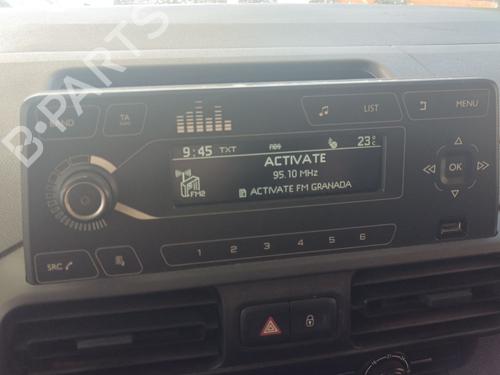 B-PARTS
BAND
TA
LIST
MENU
9:45 TXT 23°C
ACTIVATE
95.10 MHz
FM2
ACTIVATE FM GRANADA
OK
1 2 3 4 5 6
SRC